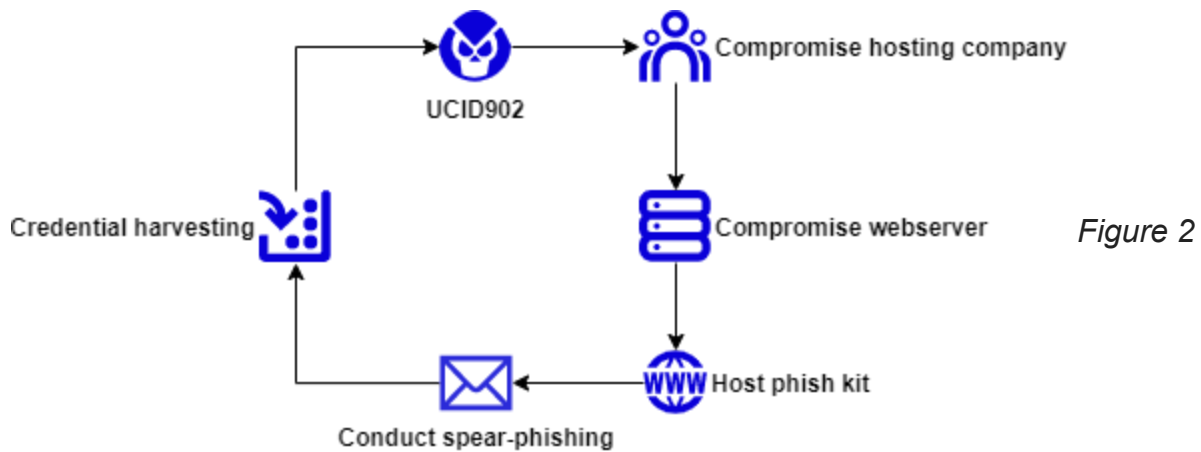 Compromise hosting company
UCID902
Credential harvesting
Compromise webserver
Figure 2
WWW
Host phish kit
Conduct spear-phishing